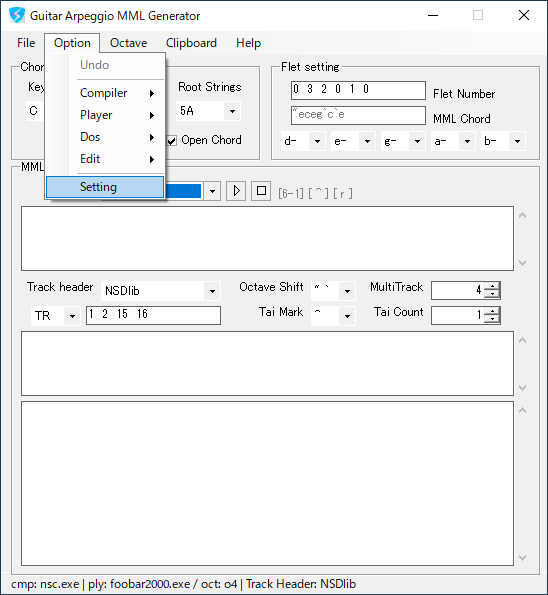 Guitar Arpeggio MML Generator
File Option Octave Clipboard Help
Undo
Compiler
Player
Dos
Edit
Setting
Chor
Key
C
Root Strings
5A
Open Chord
Flet setting
0 3 2 0 1 0
Flet Number
"eceg`c`e
MML Chord
d- e- g- a- b-
MML
[6-1] [ ^ ] [ r ]
Track header NSDlib Octave Shift " ` MultiTrack 4
TR 1 2 15 16 Tai Mark ^ Tai Count 1
cmp: nsc.exe | ply: foobar2000.exe / oct: o4 | Track Header: NSDlib